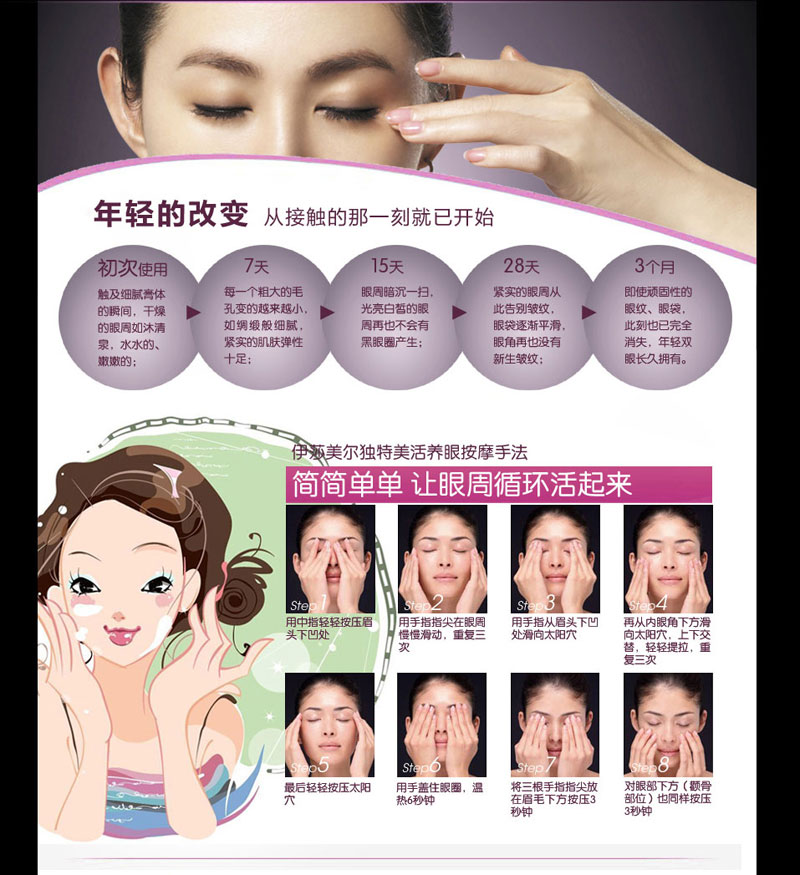 年轻的改变 从接触的那一刻就已开始
初次使用
触及细腻膏体
的瞬间，干燥
的眼周如沐清
泉，水水的、
嫩嫩的；
7天
每一个粗大的毛
孔变的越来越小，
如绸缎般细腻，
紧实的肌肤弹性
十足；
15天
眼周暗沉一扫，
光亮白皙的眼
周再也不会有
黑眼圈产生；
28天
紧实的眼周从
此告别皱纹，
眼袋逐渐平滑，
眼角再也没有
新生皱纹；
3个月
即使顽固性的
眼纹、眼袋，
此刻也已完全
消失，年轻双
眼长久拥有。
伊莎美尔独特美活养眼按摩手法
简简单单 让眼周循环活起来
Step1
用中指轻轻按压眉
头下凹处
Step2
用手指指尖在眼周
慢慢滑动，重复三
次
Step3
用手指从眉头下凹
处滑向太阳穴
Step4
再从内眼角下方滑
向太阳穴，上下交
替，轻轻提拉，重
复三次
Step5
最后轻轻按压太阳
穴
Step6
用手盖住眼圈，温
热6秒钟
Step7
将三根手指指尖放
在眉毛下方按压3
秒钟
Step8
对眼部下方（颧骨
部位）也同样按压
3秒钟